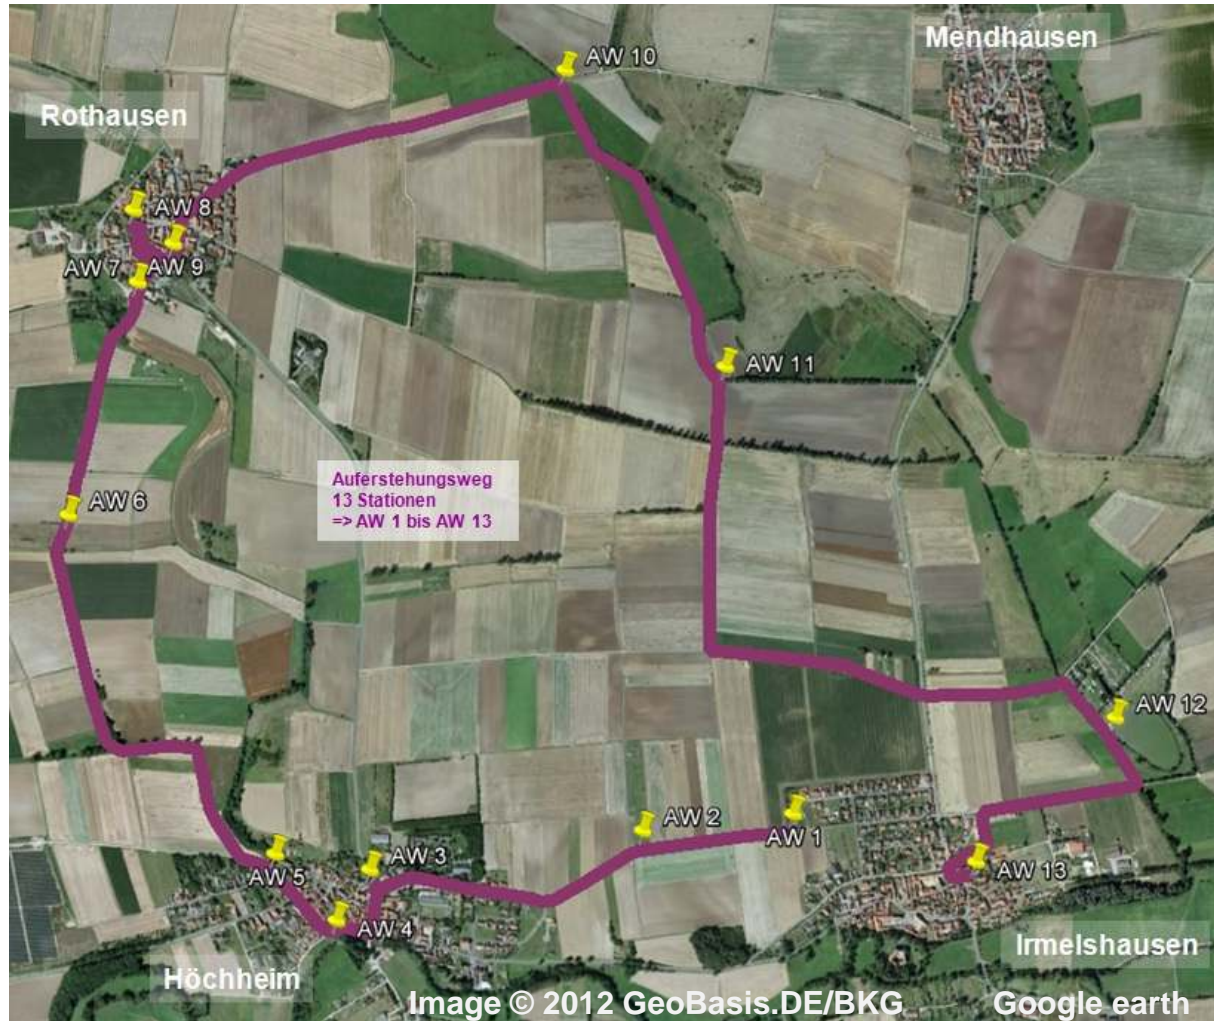 Mendhausen
AW 10
Rothausen
AW 8
AW 7
AW 9
AW 11
Auferstehungsweg
13 Stationen
=> AW 1 bis AW 13
AW 6
AW 12
AW 2
AW 1
AW 3
AW 5
AW 13
AW 4
Irmelshausen
Höchheim
Image © 2012 GeoBasis.DE/BKG
Google earth